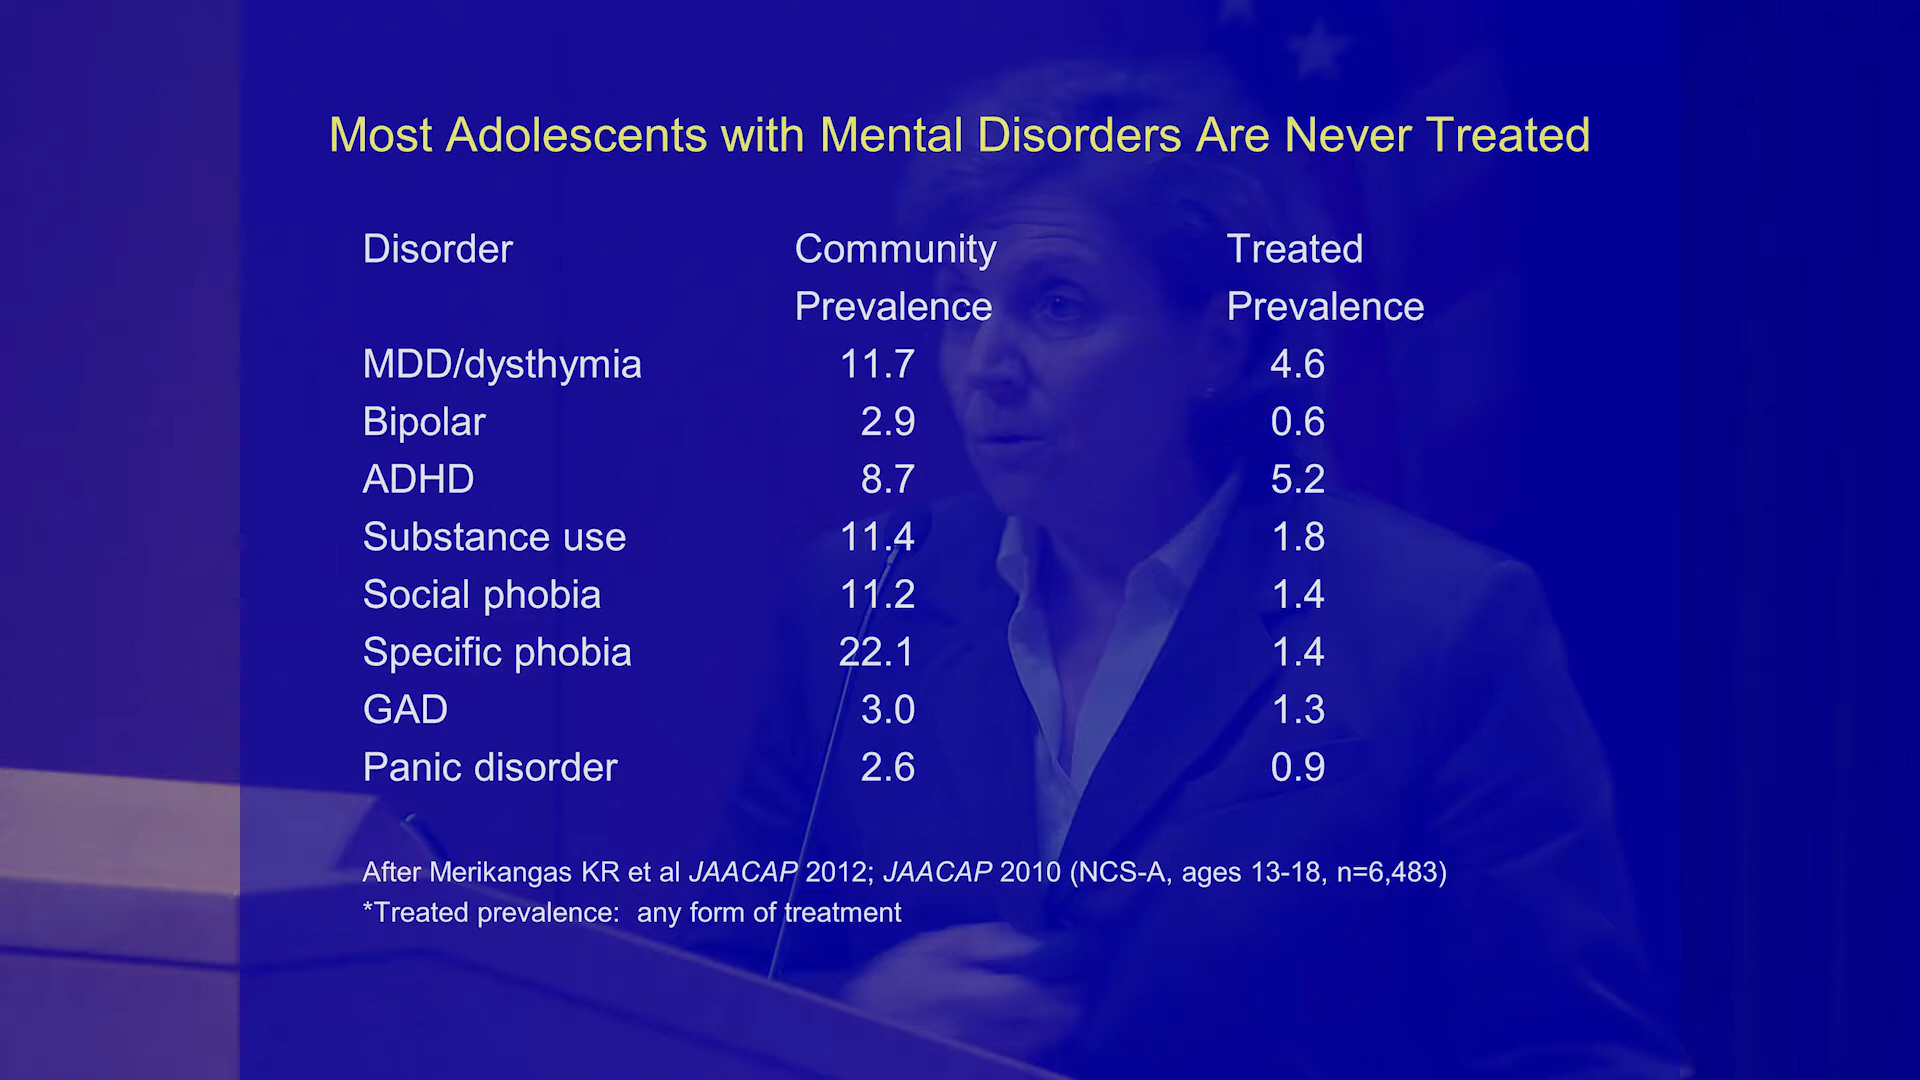 Most Adolescents with Mental Disorders Are Never Treated
Disorder Community Treated
Prevalence Prevalence
MDD/dysthymia 11.7 4.6
Bipolar 2.9 0.6
ADHD 8.7 5.2
Substance use 11.4 1.8
Social phobia 11.2 1.4
Specific phobia 22.1 1.4
GAD 3.0 1.3
Panic disorder 2.6 0.9
After Merikangas KR et al JAACAP 2012; JAACAP 2010 (NCS-A, ages 13-18, n=6,483)
*Treated prevalence: any form of treatment